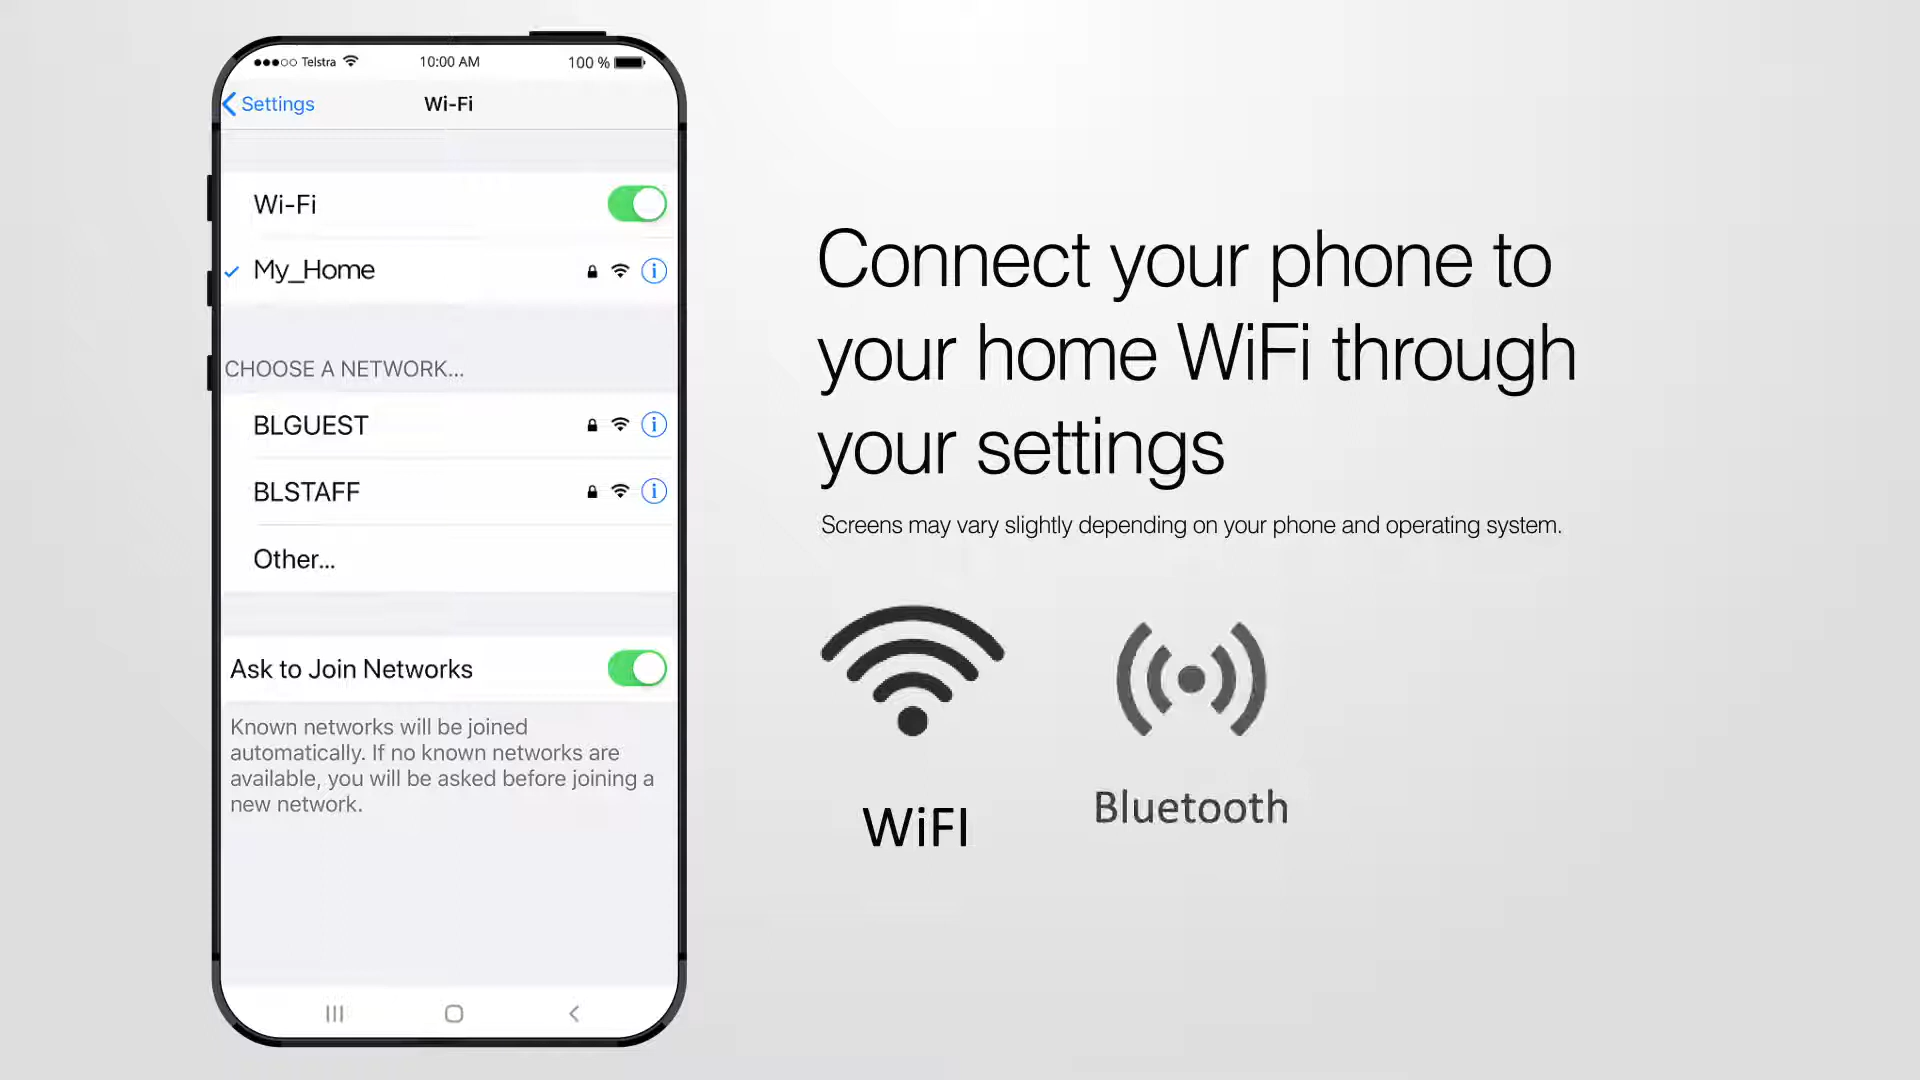 Telstra
10:00 AM
100 %
Settings
Wi-Fi
Wi-Fi
My_Home
CHOOSE A NETWORK...
BLGUEST
BLSTAFF
Other...
Ask to Join Networks
Known networks will be joined
automatically. If no known networks are
available, you will be asked before joining a
new network.
Connect your phone to
your home WiFi through
your settings
Screens may vary slightly depending on your phone and operating system.
WiFI
Bluetooth